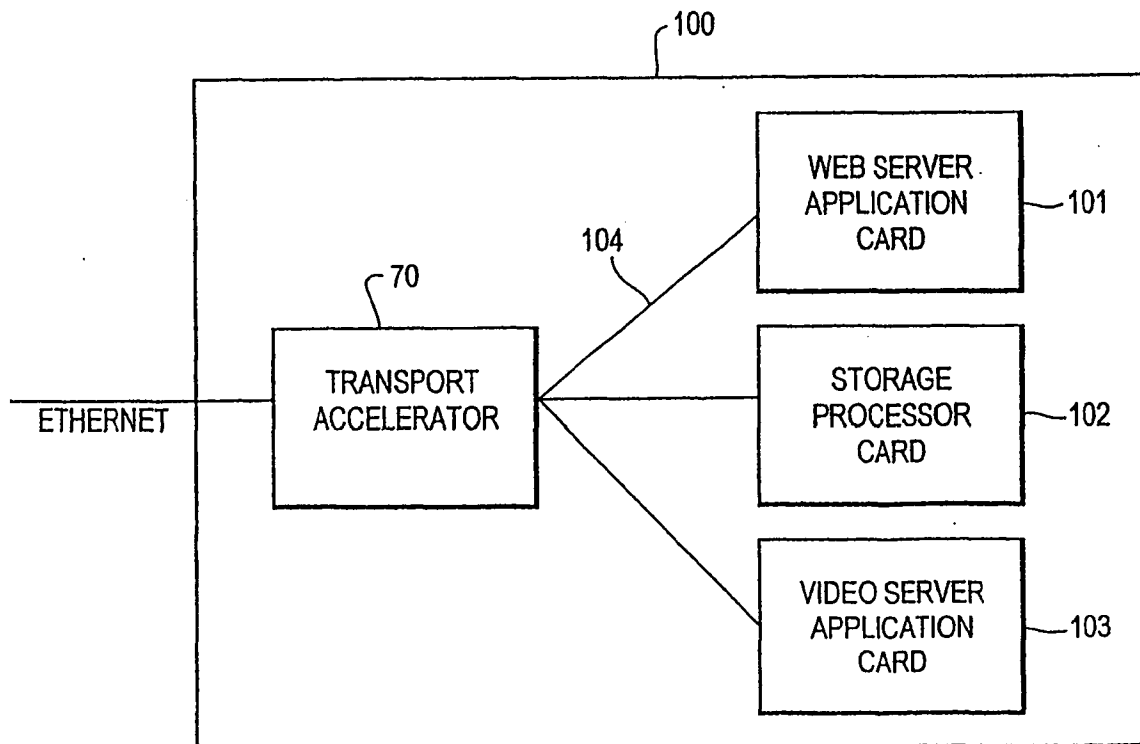 100
WEB SERVER
APPLICATION
CARD
101
104
70
TRANSPORT
ACCELERATOR
ETHERNET
STORAGE
PROCESSOR
CARD
102
VIDEO SERVER
APPLICATION
CARD
103